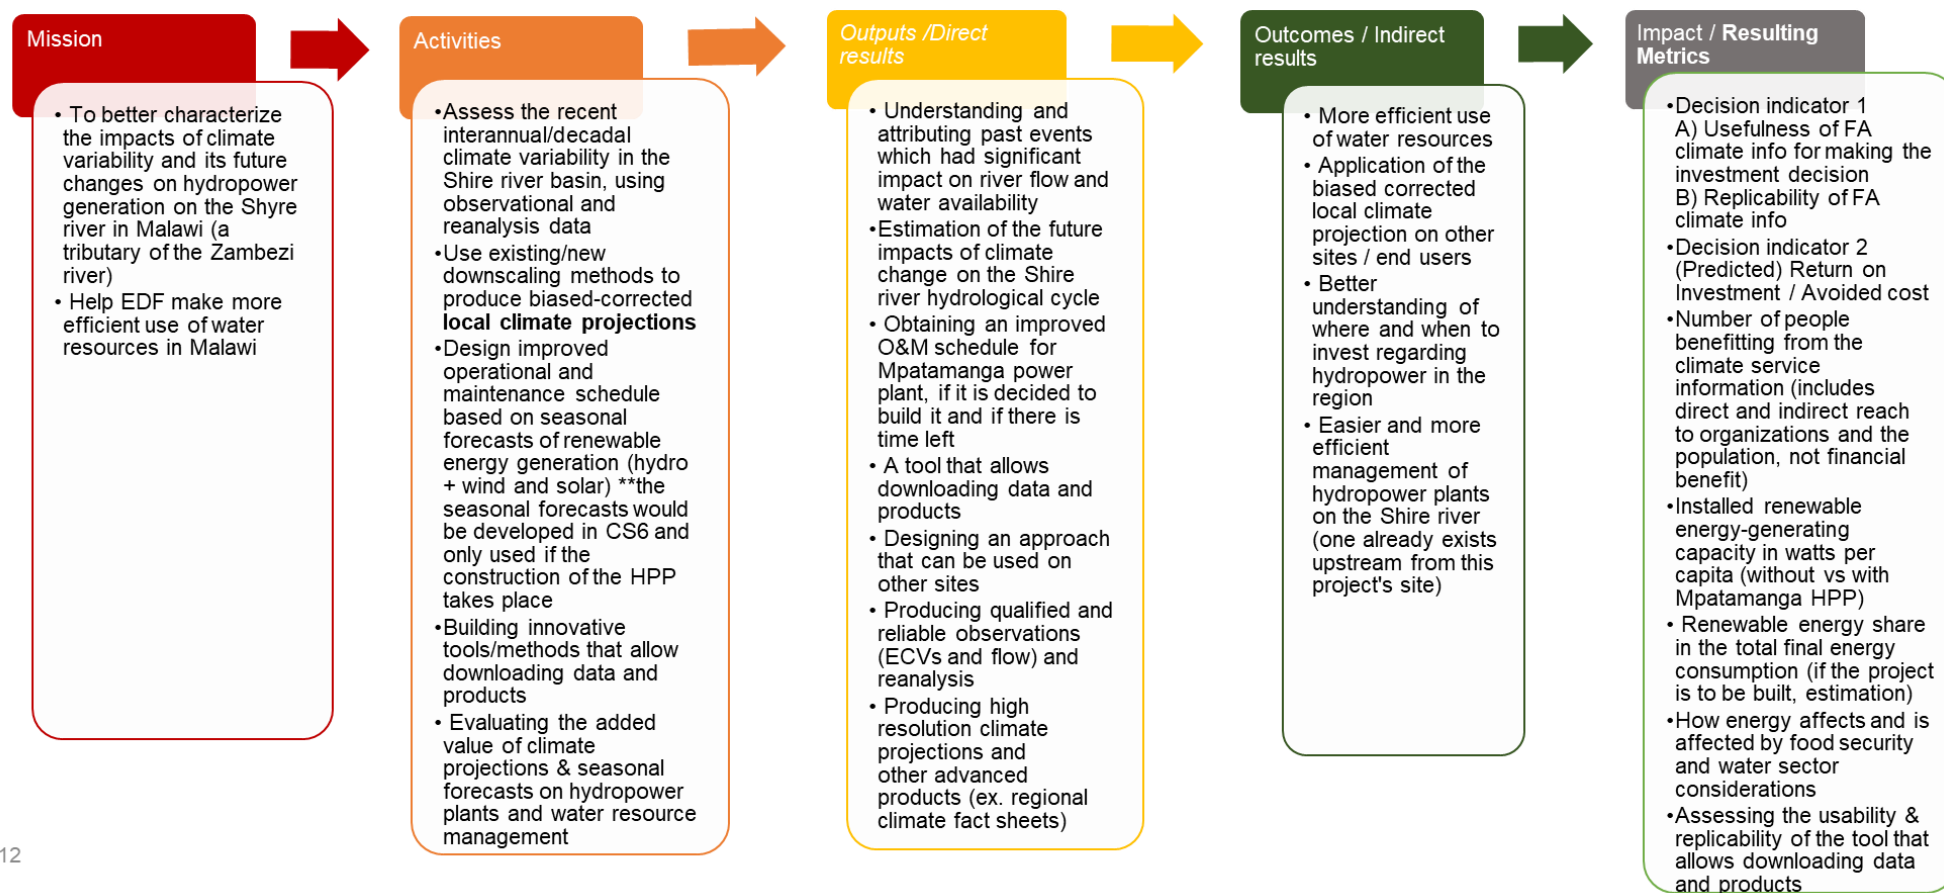 Mission
• To better characterize
the impacts of climate
variability and its future
changes on hydropower
generation on the Shyre
river in Malawi (a
tributary of the Zambezi
river)
• Help EDF make more
efficient use of water
resources in Malawi
Activities
•Assess the recent
interannual/decadal
climate variability in the
Shire river basin, using
observational and
reanalysis data
•Use existing/new
downscaling methods to
produce biased-corrected
local climate projections
•Design improved
operational and
maintenance schedule
based on seasonal
forecasts of renewable
energy generation (hydro
+ wind and solar) **the
seasonal forecasts would
be developed in CS6 and
only used if the
construction of the HPP
takes place
•Building innovative
tools/methods that allow
downloading data and
products
• Evaluating the added
value of climate
projections & seasonal
forecasts on hydropower
plants and water resource
management
Outputs /Direct
results
• Understanding and
attributing past events
which had significant
impact on river flow and
water availability
•Estimation of the future
impacts of climate
change on the Shire
river hydrological cycle
• Obtaining an improved
O&M schedule for
Mpatamanga power
plant, if it is decided to
build it and if there is
time left
• A tool that allows
downloading data and
products
• Designing an approach
that can be used on
other sites
• Producing qualified and
reliable observations
(ECVs and flow) and
reanalysis
• Producing high
resolution climate
projections and
other advanced
products (ex. regional
climate fact sheets)
Outcomes / Indirect
results
• More efficient use
of water resources
• Application of the
biased corrected
local climate
projection on other
sites / end users
• Better
understanding of
where and when to
invest regarding
hydropower in the
region
• Easier and more
efficient
management of
hydropower plants
on the Shire river
(one already exists
upstream from this
project's site)
Impact / Resulting
Metrics
•Decision indicator 1
A) Usefulness of FA
climate info for making the
investment decision
B) Replicability of FA
climate info
•Decision indicator 2
(Predicted) Return on
Investment / Avoided cost
•Number of people
benefitting from the
climate service
information (includes
direct and indirect reach
to organizations and the
population, not financial
benefit)
•Installed renewable
energy-generating
capacity in watts per
capita (without vs with
Mpatamanga HPP)
• Renewable energy share
in the total final energy
consumption (if the project
is to be built, estimation)
•How energy affects and is
affected by food security
and water sector
considerations
•Assessing the usability &
replicability of the tool that
allows downloading data
and products
12